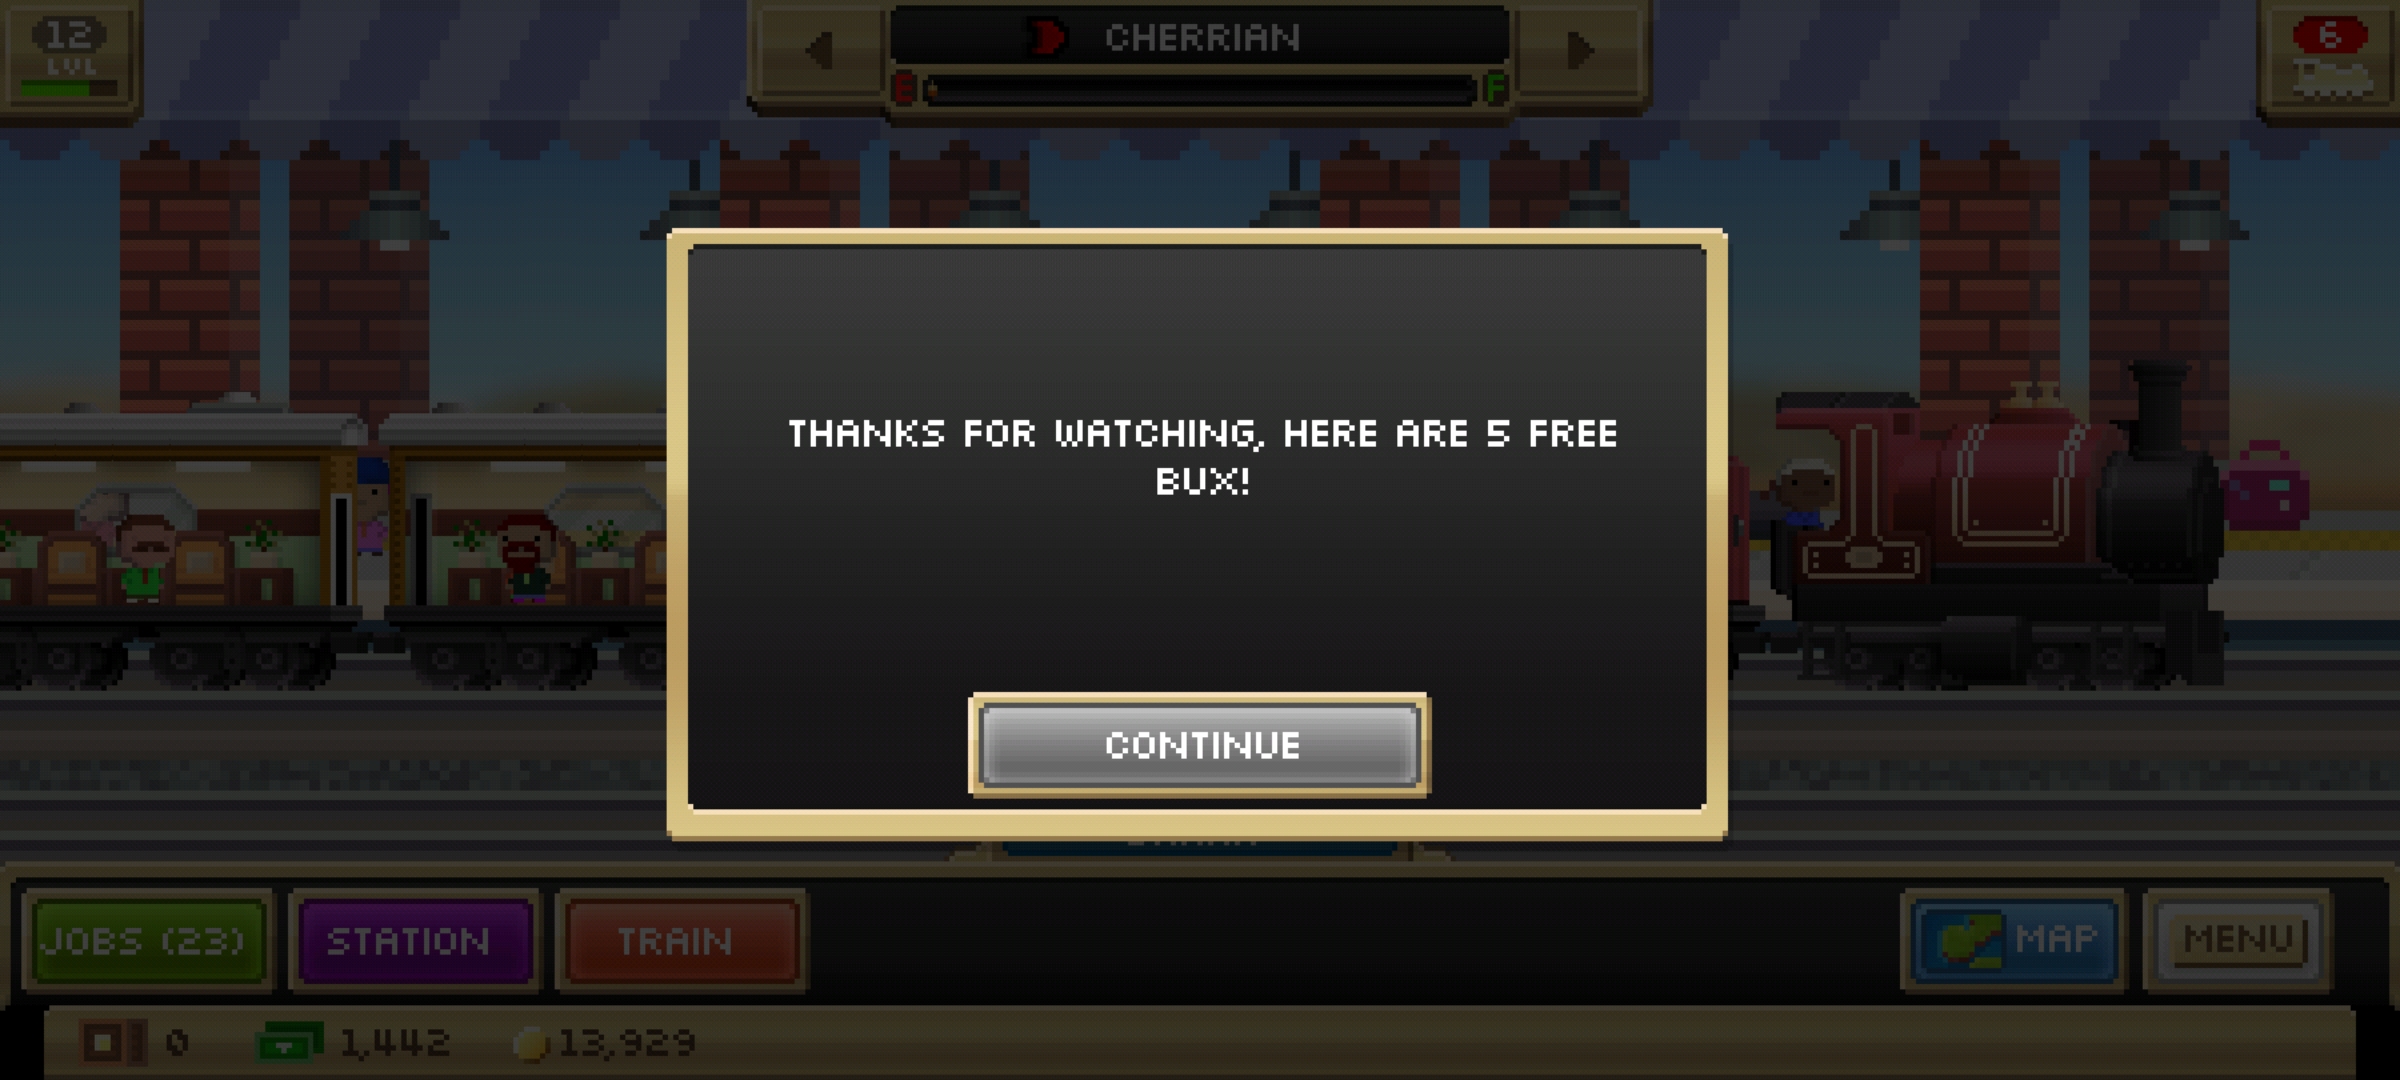 12
LVL
CHERRIAN
E
F
6
THANKS FOR WATCHING, HERE ARE 5 FREE
BUX!
CONTINUE
JOBS (23)
STATION
TRAIN
MAP
MENU
0
1,442
13,929